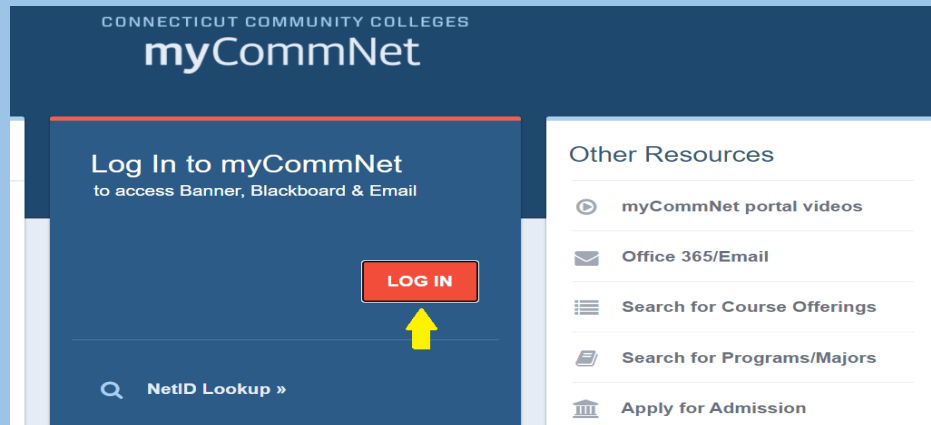 CONNECTICUT COMMUNITY COLLEGES
myCommNet
Log In to myCommNet
to access Banner, Blackboard & Email
LOG IN
NetID Lookup »
Other Resources
myCommNet portal videos
Office 365/Email
Search for Course Offerings
Search for Programs/Majors
Apply for Admission